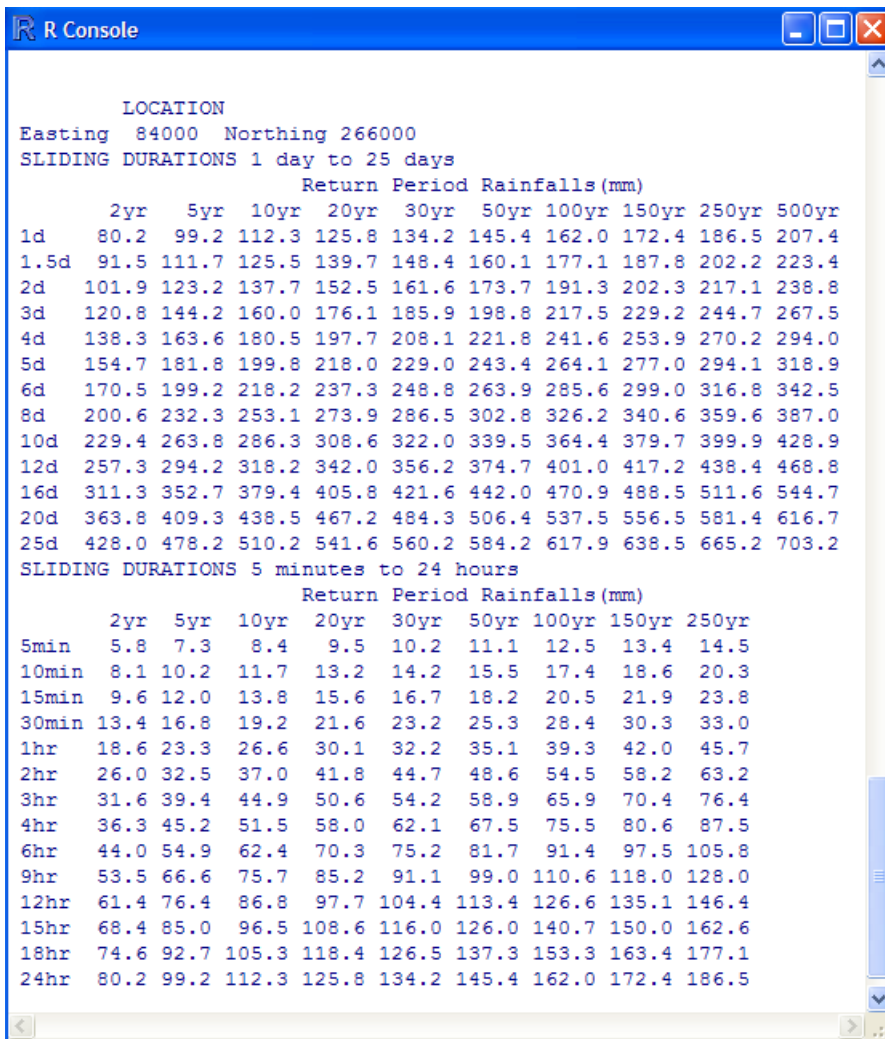 R Console
LOCATION
Easting  84000  Northing 266000
SLIDING DURATIONS 1 day to 25 days
Return Period Rainfalls(mm)
2yr 5yr 10yr 20yr 30yr 50yr 100yr 150yr 250yr 500yr
1d 80.2 99.2 112.3 125.8 134.2 145.4 162.0 172.4 186.5 207.4
1.5d 91.5 111.7 125.5 139.7 148.4 160.1 177.1 187.8 202.2 223.4
2d 101.9 123.2 137.7 152.5 161.6 173.7 191.3 202.3 217.1 238.8
3d 120.8 144.2 160.0 176.1 185.9 198.8 217.5 229.2 244.7 267.5
4d 138.3 163.6 180.5 197.7 208.1 221.8 241.6 253.9 270.2 294.0
5d 154.7 181.8 199.8 218.0 229.0 243.4 264.1 277.0 294.1 318.9
6d 170.5 199.2 218.2 237.3 248.8 263.9 285.6 299.0 316.8 342.5
8d 200.6 232.3 253.1 273.9 286.5 302.8 326.2 340.6 359.6 387.0
10d 229.4 263.8 286.3 308.6 322.0 339.5 364.4 379.7 399.9 428.9
12d 257.3 294.2 318.2 342.0 356.2 374.7 401.0 417.2 438.4 468.8
16d 311.3 352.7 379.4 405.8 421.6 442.0 470.9 488.5 511.6 544.7
20d 363.8 409.3 438.5 467.2 484.3 506.4 537.5 556.5 581.4 616.7
25d 428.0 478.2 510.2 541.6 560.2 584.2 617.9 638.5 665.2 703.2
SLIDING DURATIONS 5 minutes to 24 hours
Return Period Rainfalls(mm)
2yr 5yr 10yr 20yr 30yr 50yr 100yr 150yr 250yr
5min 5.8 7.3 8.4 9.5 10.2 11.1 12.5 13.4 14.5
10min 8.1 10.2 11.7 13.2 14.2 15.5 17.4 18.6 20.3
15min 9.6 12.0 13.8 15.6 16.7 18.2 20.5 21.9 23.8
30min 13.4 16.8 19.2 21.6 23.2 25.3 28.4 30.3 33.0
1hr 18.6 23.3 26.6 30.1 32.2 35.1 39.3 42.0 45.7
2hr 26.0 32.5 37.0 41.8 44.7 48.6 54.5 58.2 63.2
3hr 31.6 39.4 44.9 50.6 54.2 58.9 65.9 70.4 76.4
4hr 36.3 45.2 51.5 58.0 62.1 67.5 75.5 80.6 87.5
6hr 44.0 54.9 62.4 70.3 75.2 81.7 91.4 97.5 105.8
9hr 53.5 66.6 75.7 85.2 91.1 99.0 110.6 118.0 128.0
12hr 61.4 76.4 86.8 97.7 104.4 113.4 126.6 135.1 146.4
15hr 68.4 85.0 96.5 108.6 116.0 126.0 140.7 150.0 162.6
18hr 74.6 92.7 105.3 118.4 126.5 137.3 153.3 163.4 177.1
24hr 80.2 99.2 112.3 125.8 134.2 145.4 162.0 172.4 186.5